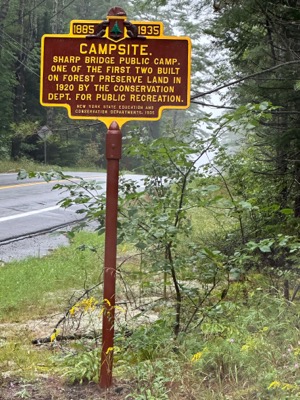 1885 1935
CAMPSITE.
SHARP BRIDGE PUBLIC CAMP.
ONE OF THE FIRST TWO BUILT
ON FOREST PRESERVE LAND IN
1920 BY THE CONSERVATION
DEPT. FOR PUBLIC RECREATION.
NEW YORK STATE EDUCATION AND
CONSERVATION DEPARTMENTS, 1935